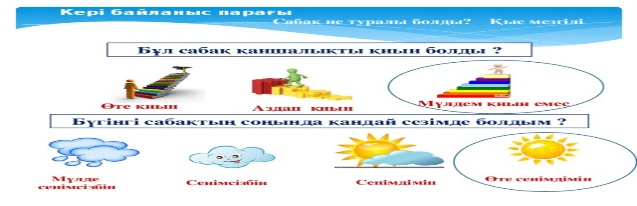 Кері байланыс парағы
Сабақ не туралы болды? Қыс мезгілі
Бұл сабақ қаншалықты қиын болды ?
Өте қиын
Аздап қиын
Мүлдем қиын емес
Бүгінгі сабақтың соңында қандай сезімде болдым ?
Мүлде
сенімсізбін
Сенімсізбін
Сенімдімін
Өте сенімдімін